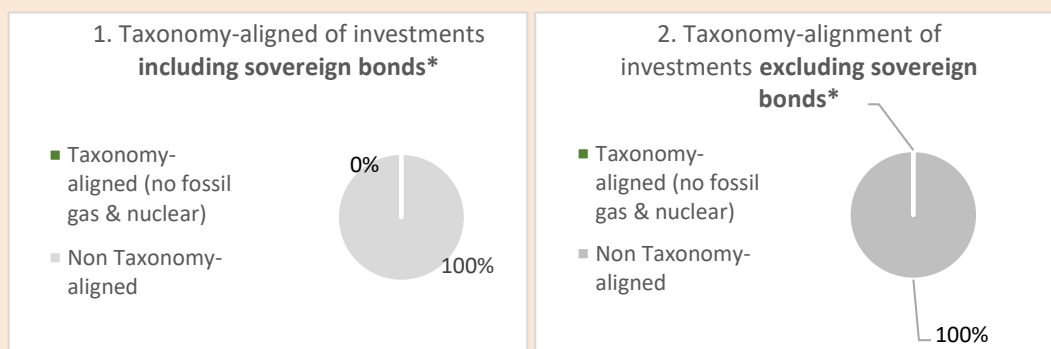 1. Taxonomy-aligned of investments
including sovereign bonds*
Taxonomy-
aligned (no fossil
gas & nuclear)
Non Taxonomy-
aligned
0%
100%
2. Taxonomy-alignment of
investments excluding sovereign
bonds*
Taxonomy-
aligned (no fossil
gas & nuclear)
Non Taxonomy-
aligned
100%